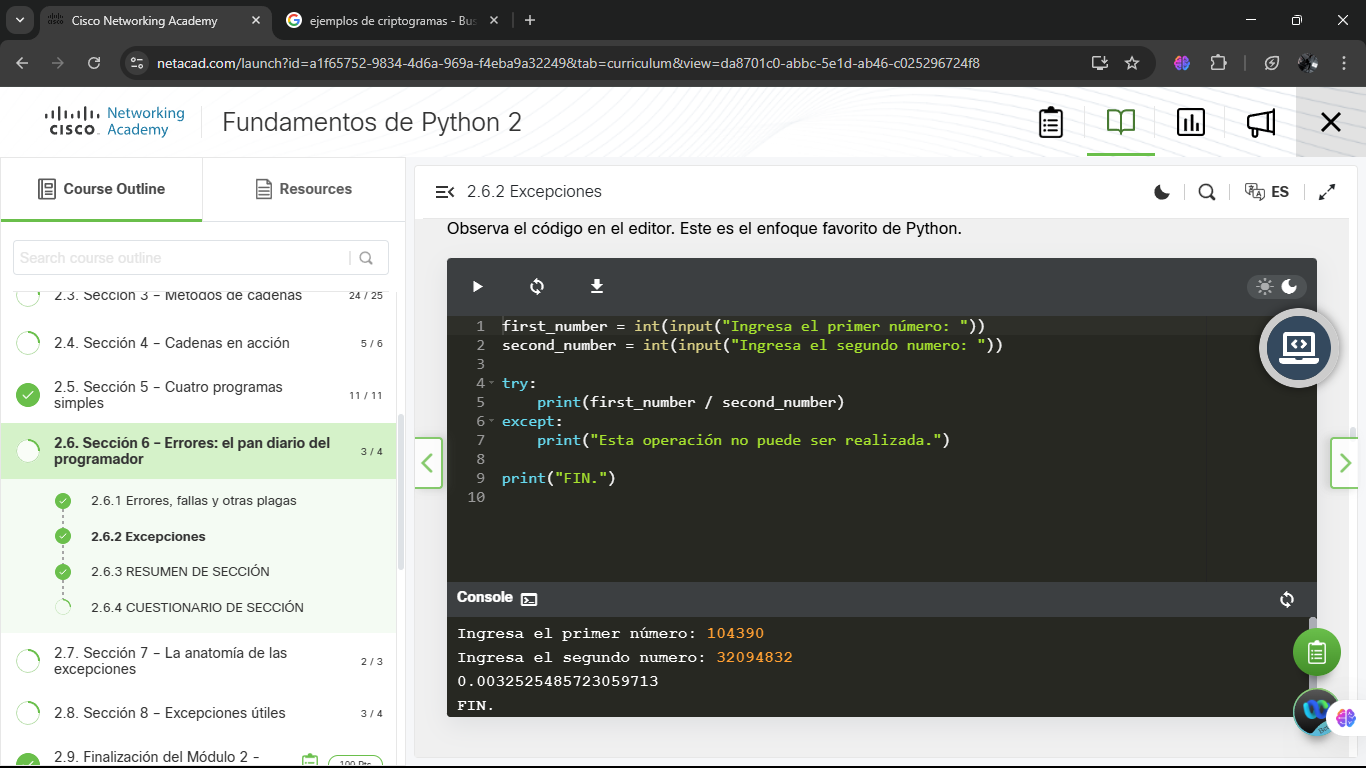 Cisco Networking Academy
ejemplos de criptogramas - Bus
netacad.com/launch?id=a1f65752-9834-4d6a-969a-f4eba9a32249&tab=curriculum&view=da8701c0-abbc-5e1d-ab46-c025296724f8
CISCO Networking Academy
Fundamentos de Python 2
Course Outline
Resources
Search course outline
2.3. Sección 3 – Métodos de cadenas 24 / 25
2.4. Sección 4 – Cadenas en acción 5 / 6
2.5. Sección 5 – Cuatro programas
simples 11 / 11
2.6. Sección 6 – Errores: el pan diario del
programador 3 / 4
2.6.1 Errores, fallas y otras plagas
2.6.2 Excepciones
2.6.3 RESUMEN DE SECCIÓN
2.6.4 CUESTIONARIO DE SECCIÓN
2.7. Sección 7 – La anatomía de las
excepciones 2 / 3
2.8. Sección 8 – Excepciones útiles 3 / 4
2.9. Finalización del Módulo 2 – 100 Pts
2.6.2 Excepciones
ES
Observa el código en el editor. Este es el enfoque favorito de Python.
1 first_number = int(input("Ingresa el primer número: "))
2 second_number = int(input("Ingresa el segundo numero: "))
3
4 try:
5 print(first_number / second_number)
6 except:
7 print("Esta operación no puede ser realizada.")
8
9 print("FIN.")
10
Console
Ingresa el primer número: 104390
Ingresa el segundo numero: 32094832
0.0032525485723059713
FIN.